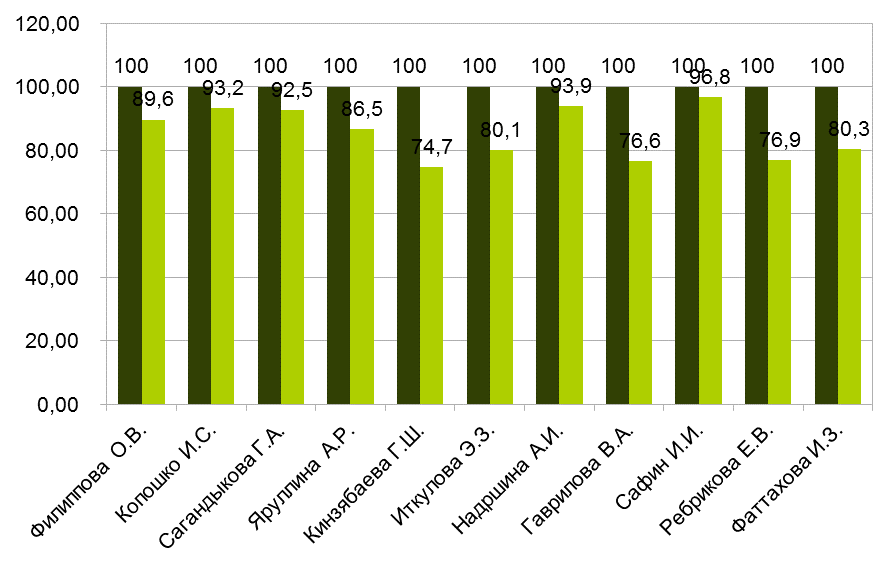 120,00
100,00
80,00
60,00
40,00
20,00
0,00
100 100 100 100 100 100 100 100 100 100 100
89,6 93,2 92,5 86,5 74,7 80,1 93,9 76,6 96,8 76,9 80,3
Филиппова О.В.
Колошко И.С.
Сагандыкова Г.А.
Яруллина А.Р.
Кинзябаева Г.Ш.
Иткулова Э.З.
Надршина А.И.
Гаврилова В.А.
Сафин И.И.
Ребрикова Е.В.
Фаттахова И.З.